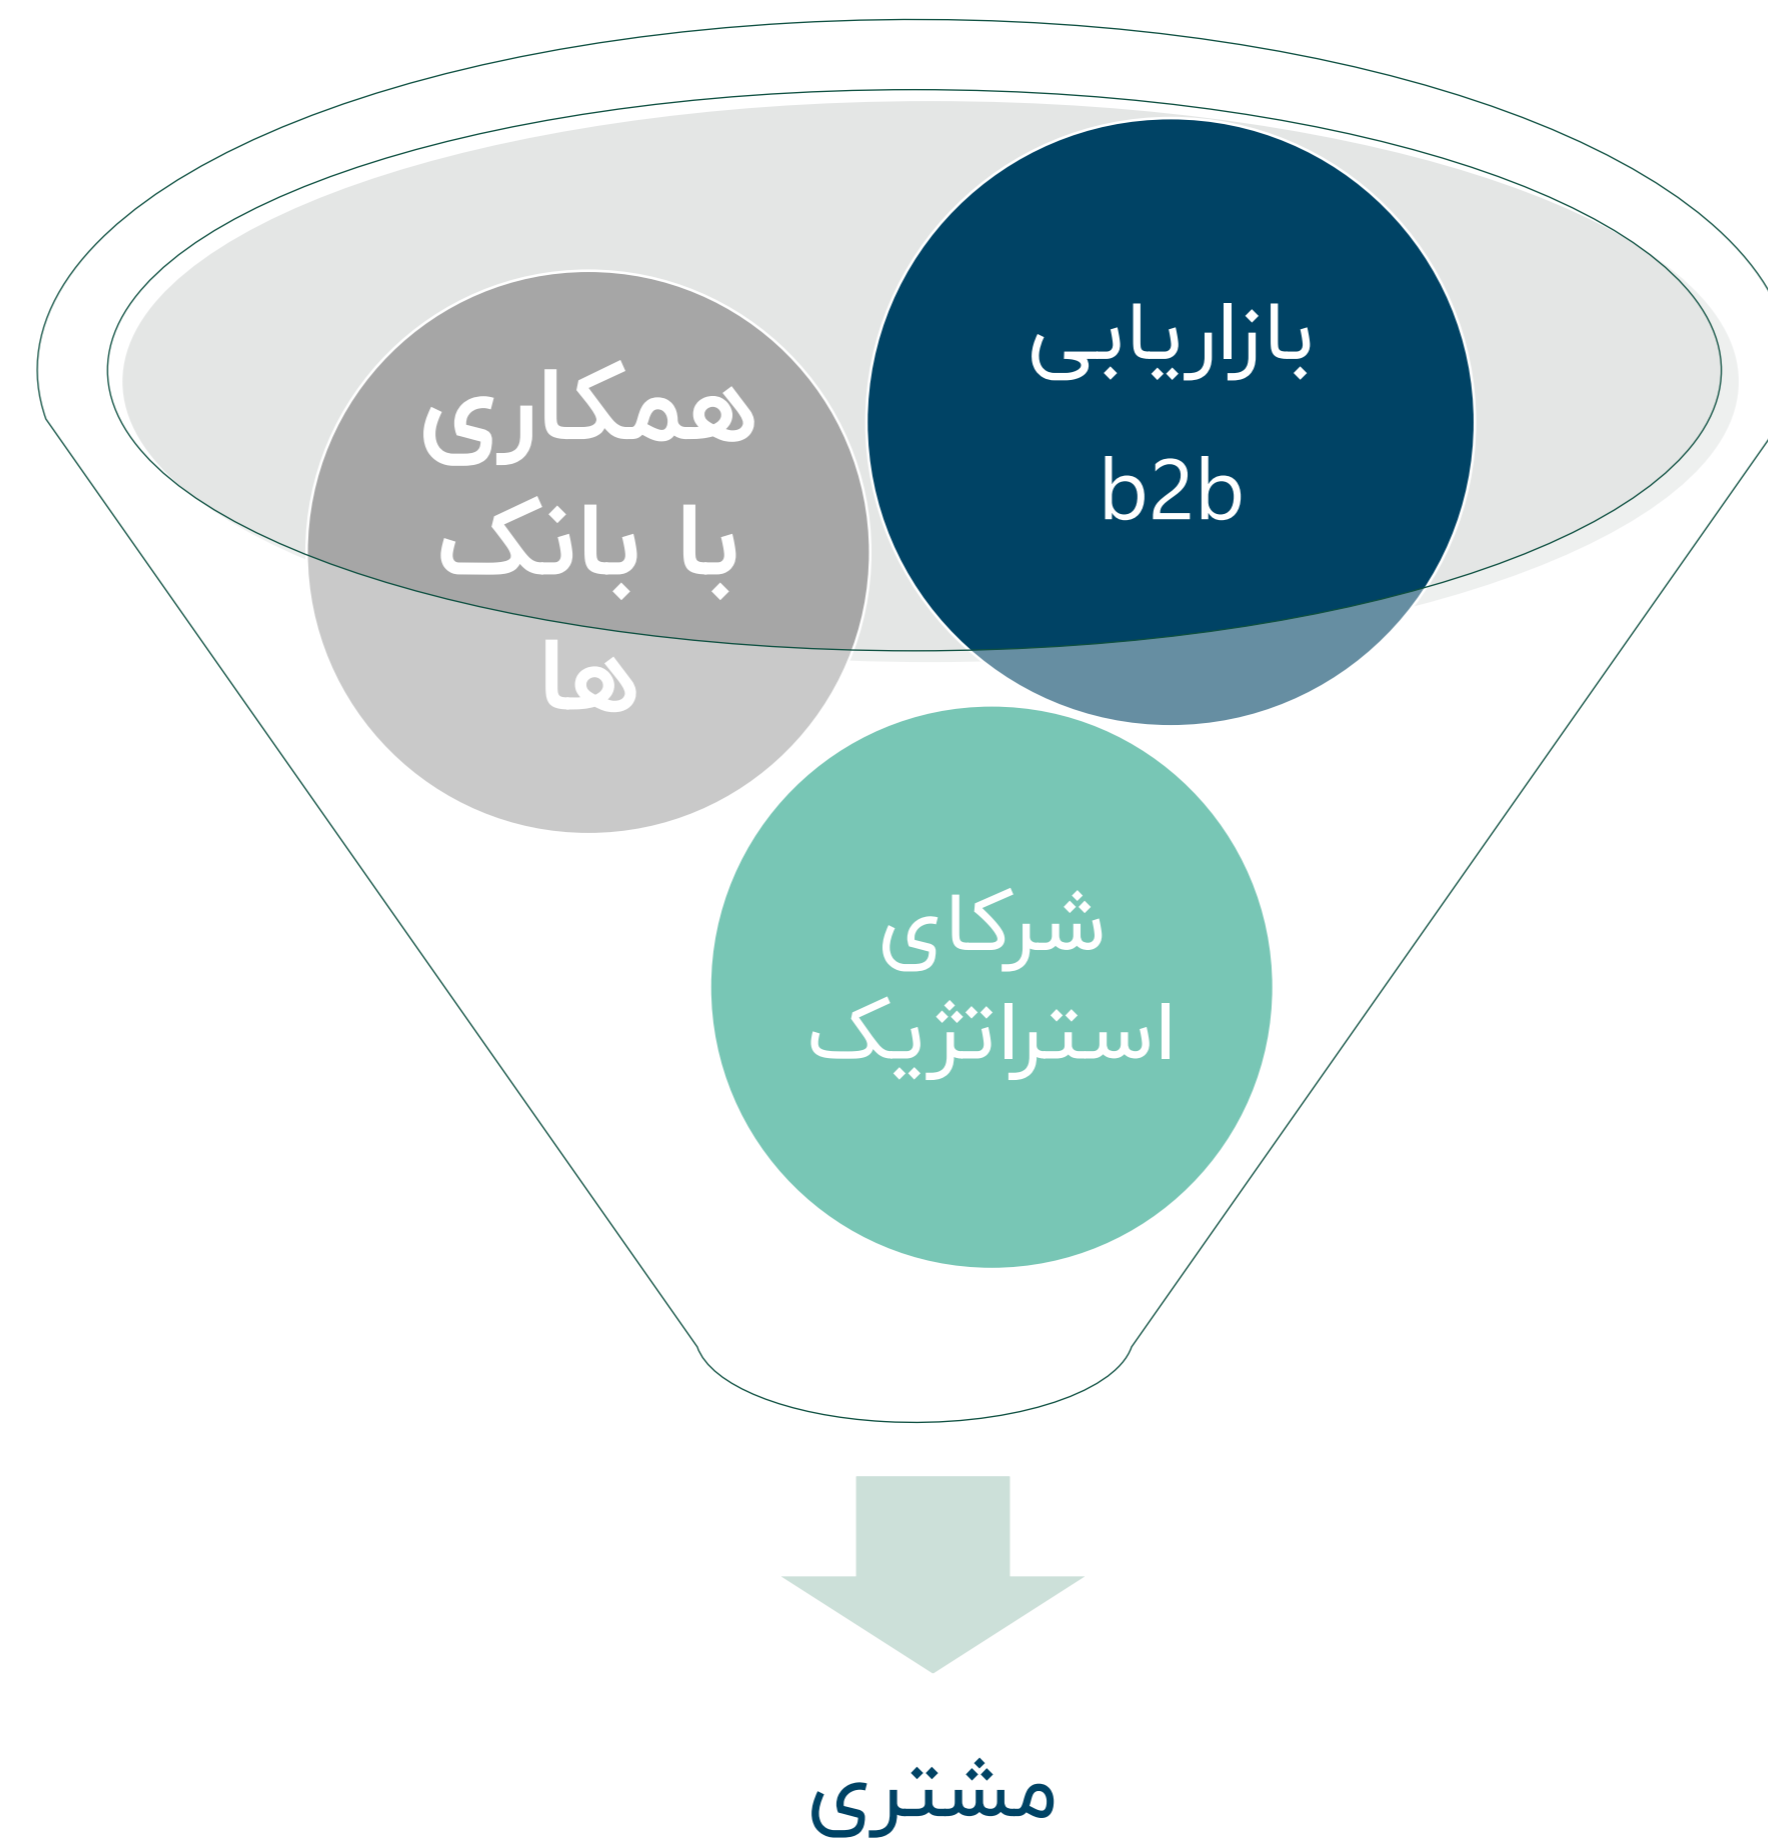 بازاریابی
b2b
همکاری
با بانک
ها
شرکای
استراتژیک
مشتری